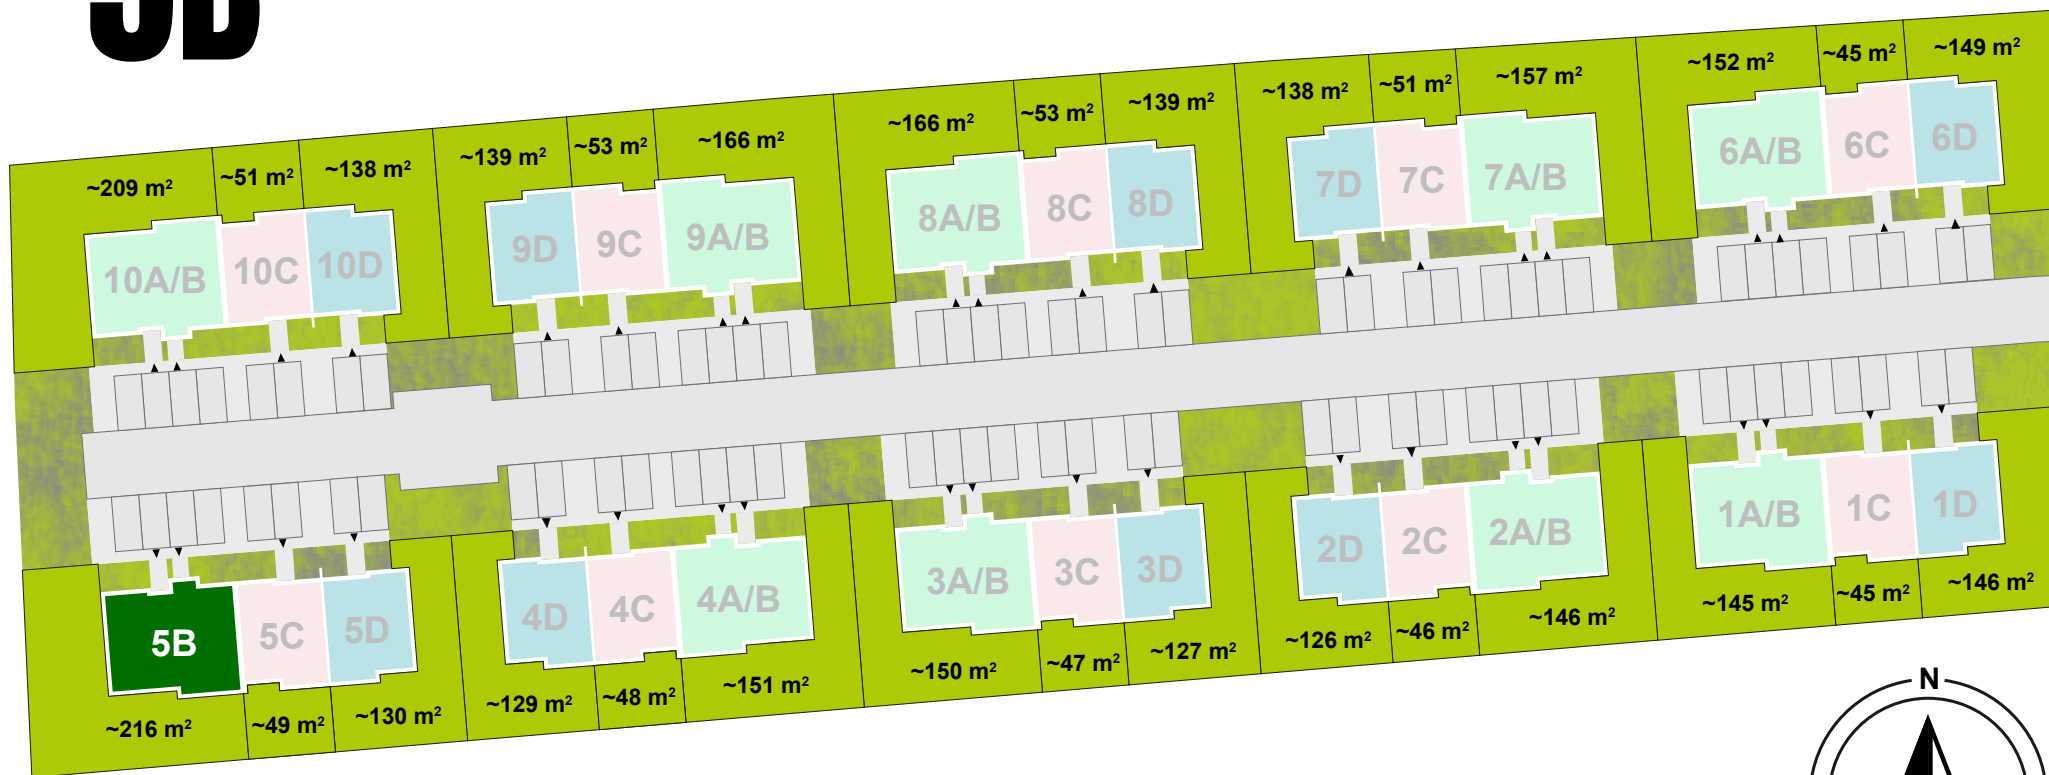 5B
~209 m²
~51 m²
~138 m²
~139 m²
~53 m²
~166 m²
~166 m²
~53 m²
~139 m²
~138 m²
~51 m²
~157 m²
~152 m²
~45 m²
~149 m²
10A/B
10C
10D
9D
9C
9A/B
8A/B
8C
8D
7D
7C
7A/B
6A/B
6C
6D
5B
5C
5D
4D
4C
4A/B
3A/B
3C
3D
2D
2C
2A/B
1A/B
1C
1D
~216 m²
~49 m²
~130 m²
~129 m²
~48 m²
~151 m²
~150 m²
~47 m²
~127 m²
~126 m²
~46 m²
~146 m²
~145 m²
~45 m²
~146 m²
N